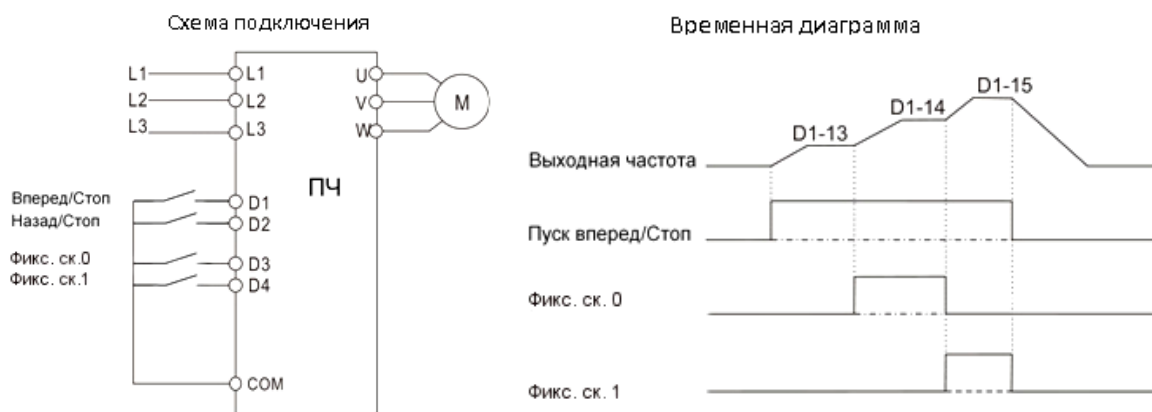 Схема подключения
L1
L1
L2
L2
L3
L3
U
V
W
M
ПЧ
Вперед/Стоп
D1
Назад/Стоп
D2
Фикс. ск.0
D3
Фикс. ск.1
D4
COM
Временная диаграмма
D1-13
D1-14
D1-15
Выходная частота
Пуск вперед/Стоп
Фикс. ск. 0
Фикс. ск. 1